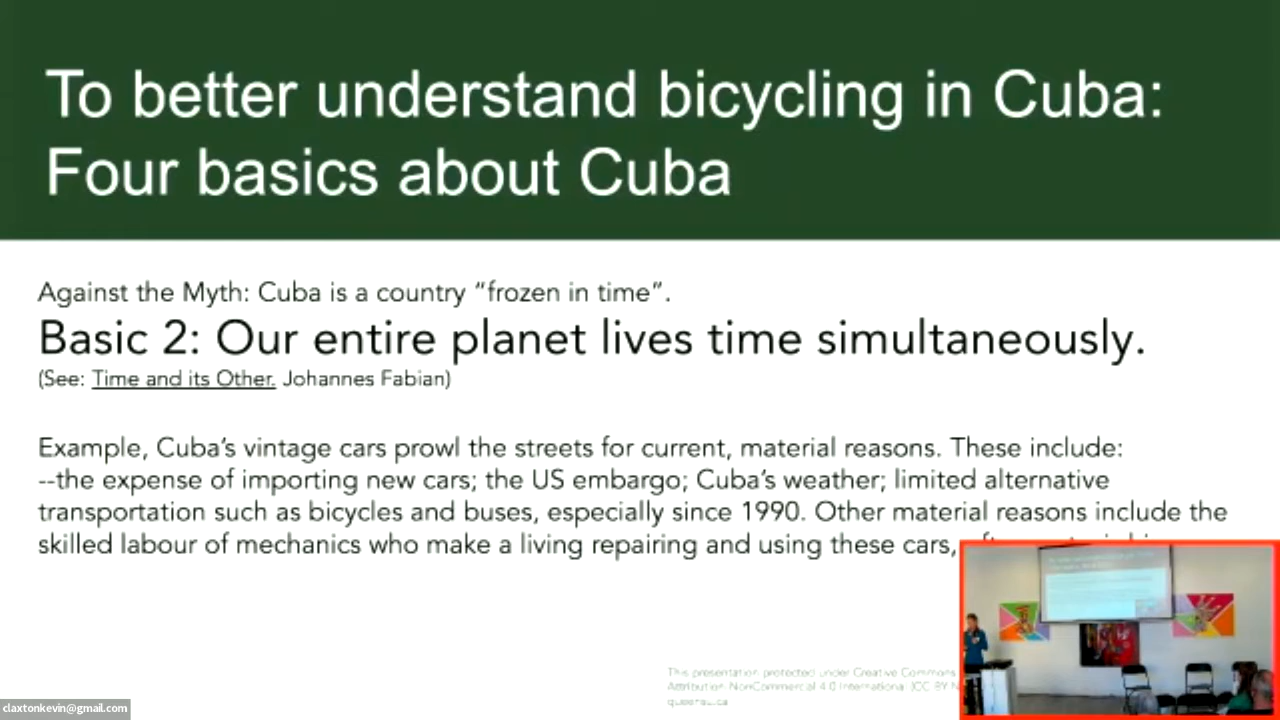 To better understand bicycling in Cuba:
Four basics about Cuba
Against the Myth: Cuba is a country “frozen in time”.
Basic 2: Our entire planet lives time simultaneously.
(See: Time and its Other. Johannes Fabian)
Example, Cuba’s vintage cars prowl the streets for current, material reasons. These include:
--the expense of importing new cars; the US embargo; Cuba’s weather; limited alternative
transportation such as bicycles and buses, especially since 1990. Other material reasons include the
skilled labour of mechanics who make a living repairing and using these cars,
This presentation protected under Creative Commons
Attribution NonCommercial 4.0 International (CC BY
queensu.ca
claxtonkevin@gmail.com